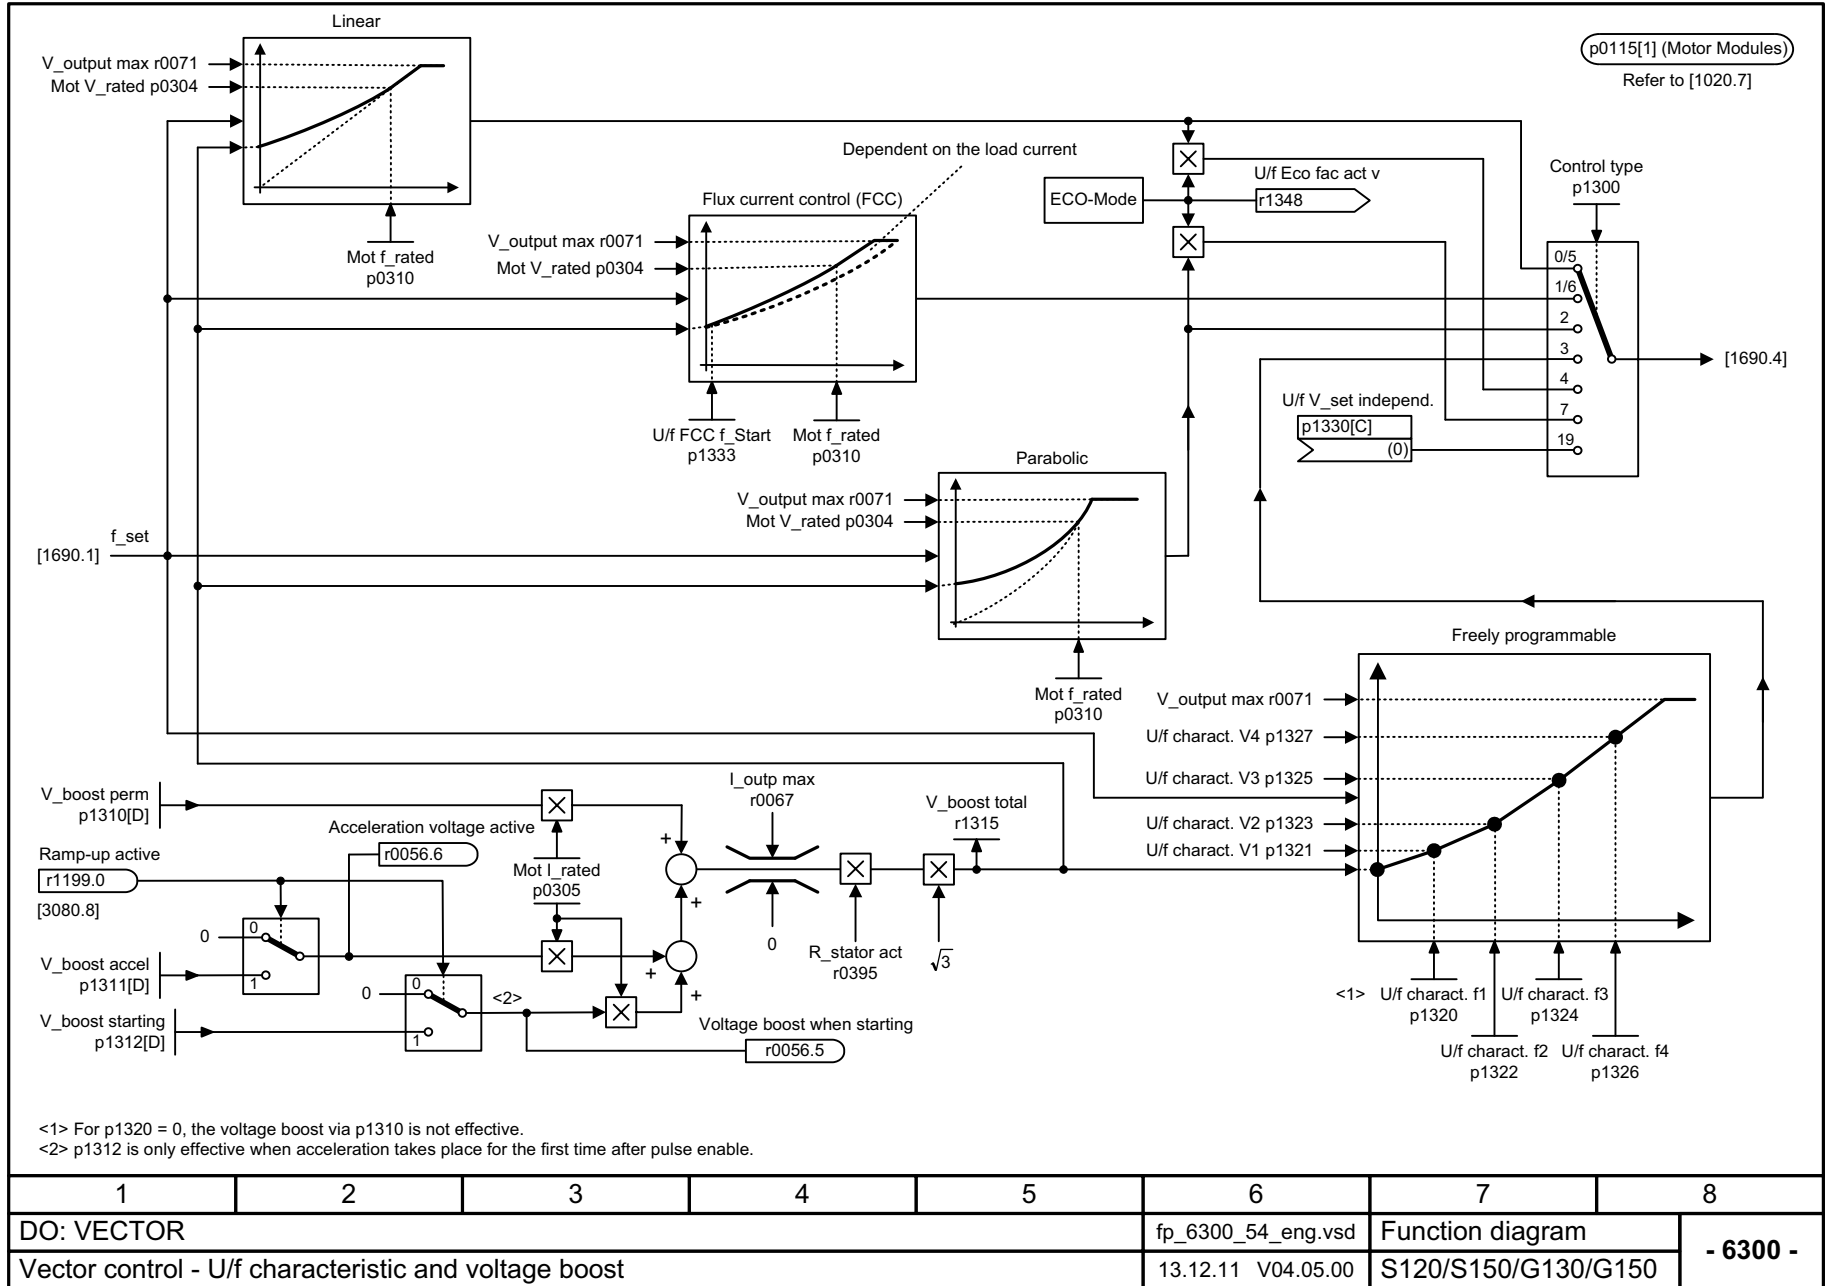 Linear
V_output max r0071
Mot V_rated p0304
Mot f_rated
p0310
p0115[1] (Motor Modules)
Refer to [1020.7]
Dependent on the load current
Flux current control (FCC)
V_output max r0071
Mot V_rated p0304
U/f FCC f_Start
p1333
Mot f_rated
p0310
ECO-Mode
U/f Eco fac act v
r1348
Control type
p1300
0/5
1/6
2
3
4
7
19
[1690.4]
U/f V_set independ.
p1330[C]
(0)
Parabolic
V_output max r0071
Mot V_rated p0304
Mot f_rated
p0310
f_set
[1690.1]
Freely programmable
V_output max r0071
U/f charact. V4 p1327
U/f charact. V3 p1325
U/f charact. V2 p1323
U/f charact. V1 p1321
<1>
U/f charact. f1
p1320
U/f charact. f3
p1324
U/f charact. f2
p1322
U/f charact. f4
p1326
V_boost perm
p1310[D]
Acceleration voltage active
r0056.6
Ramp-up active
r1199.0
[3080.8]
0
0
1
V_boost accel
p1311[D]
0
0
1
<2>
V_boost starting
p1312[D]
Mot I_rated
p0305
+
+
+
+
I_outp max
r0067
0
R_stator act
r0395
√3
V_boost total
r1315
Voltage boost when starting
r0056.5
<1> For p1320 = 0, the voltage boost via p1310 is not effective.
<2> p1312 is only effective when acceleration takes place for the first time after pulse enable.
1 2 3 4 5 6 7 8
DO: VECTOR
fp_6300_54_eng.vsd
Function diagram
- 6300 -
Vector control - U/f characteristic and voltage boost
13.12.11 V04.05.00
S120/S150/G130/G150